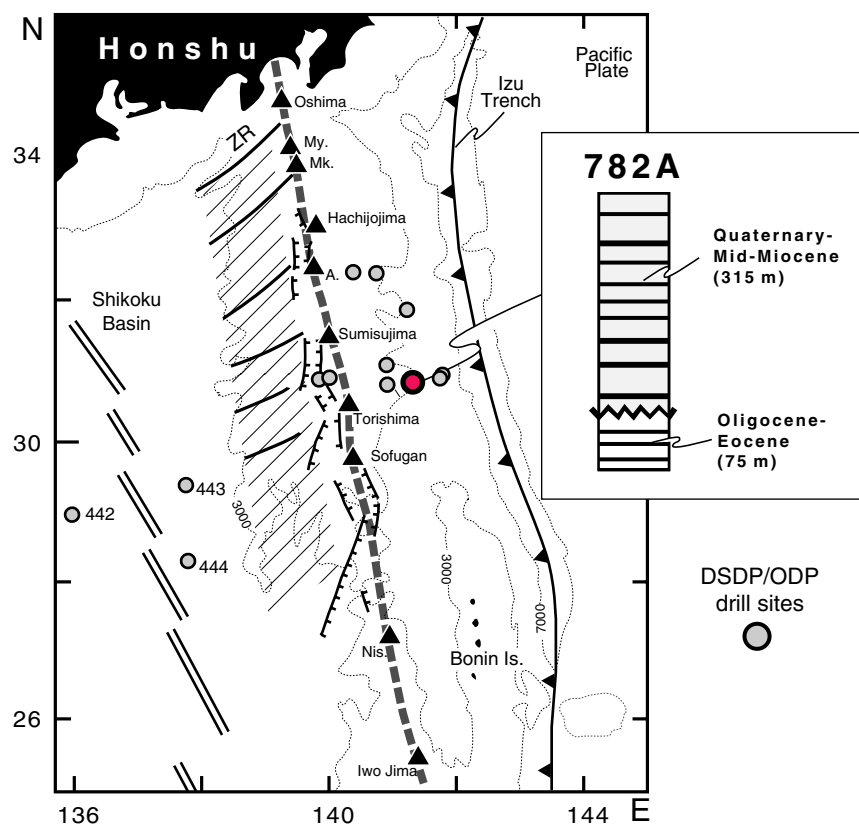 N
Honshu
Pacific
Plate
Izu
Trench
Oshima
ZR
My.
Mk.
34
782A
Hachijojima
Quaternary-
Mid-Miocene
(315 m)
A.
Shikoku
Basin
Sumisujima
Torishima
Oligocene-
Eocene
(75 m)
30
Sofugan
443
3000
442
444
3000
7000
DSDP/ODP
drill sites
Nis.
Bonin Is.
26
Iwo Jima
136
140
144
E